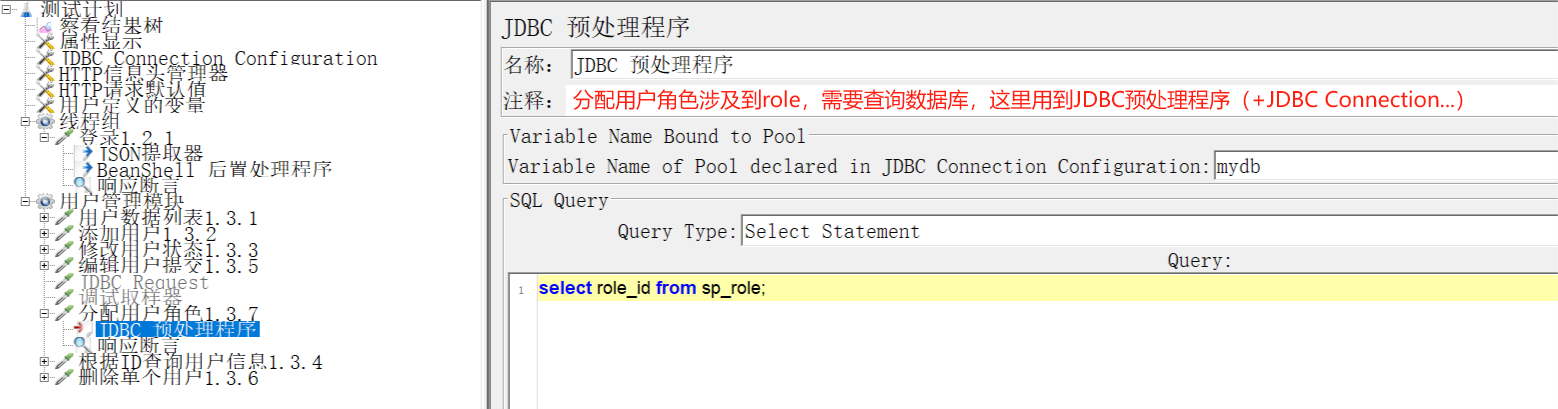 测试计划
察看结果树
属性显示
JDBC Connection Configuration
HTTP信息头管理器
HTTP请求默认值
用户定义的变量
线程组
登录1.2.1
JSON提取器
BeanShell 后置处理程序
响应断言
用户管理模块
用户数据列表1.3.1
添加用户1.3.2
修改用户状态1.3.3
编辑用户提交1.3.5
JDBC Request
调试取样器
分配用户角色1.3.7
JDBC 预处理程序
响应断言
根据ID查询用户信息1.3.4
删除单个用户1.3.6
JDBC 预处理程序
名称: JDBC 预处理程序
注释: 分配用户角色涉及到role，需要查询数据库，这里用到JDBC预处理程序（+JDBC Connection...）
Variable Name Bound to Pool
Variable Name of Pool declared in JDBC Connection Configuration: mydb
SQL Query
Query Type: Select Statement
Query:
1 select role_id from sp_role;